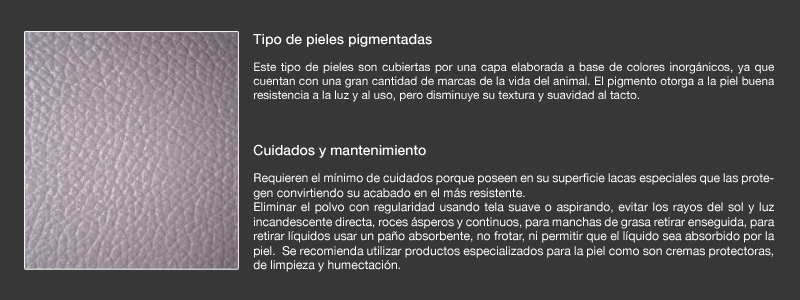 Tipo de pieles pigmentadas
Este tipo de pieles son cubiertas por una capa elaborada a base de colores inorgánicos, ya que
cuentan con una gran cantidad de marcas de la vida del animal. El pigmento otorga a la piel buena
resistencia a la luz y al uso, pero disminuye su textura y suavidad al tacto.
Cuidados y mantenimiento
Requieren el mínimo de cuidados porque poseen en su superficie lacas especiales que las prote-
gen convirtiendo su acabado en el más resistente.
Eliminar el polvo con regularidad usando tela suave o aspirando, evitar los rayos del sol y luz
incandescente directa, roces ásperos y continuos, para manchas de grasa retirar enseguida, para
retirar líquidos usar un paño absorbente, no frotar, ni permitir que el líquido sea absorbido por la
piel. Se recomienda utilizar productos especializados para la piel como son cremas protectoras,
de limpieza y humectación.